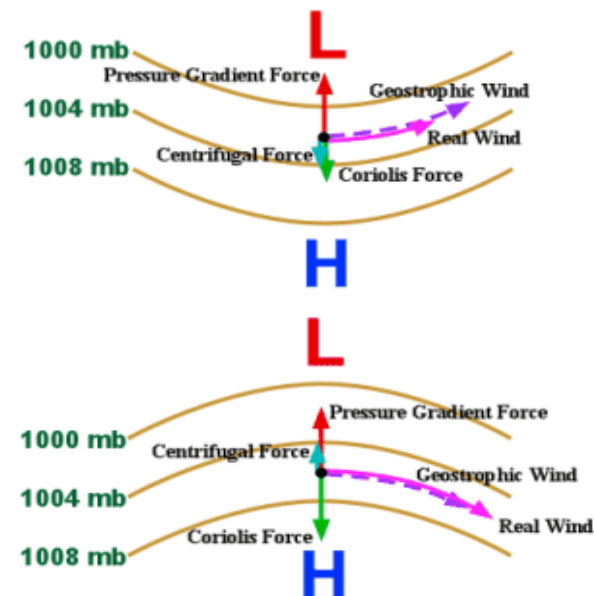 L
1000 mb
Pressure Gradient Force
Geostrophic Wind
1004 mb
Real Wind
Centrifugal Force
1008 mb
Coriolis Force
H
L
Pressure Gradient Force
1000 mb
Centrifugal Force
Geostrophic Wind
1004 mb
Real Wind
Coriolis Force
1008 mb
H